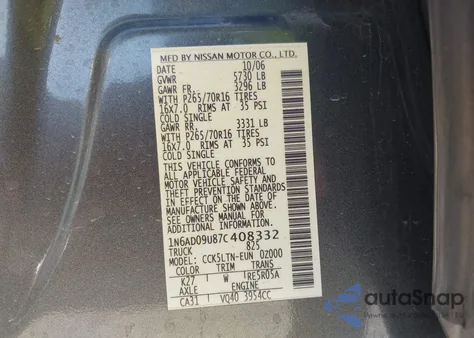 MFD BY NISSAN MOTOR CO., LTD.
DATE 10/06
GVWR 5730 LB
GAWR FR. 3296 LB
WITH P265/70R16 TIRES
16X7.0 RIMS AT 35 PSI
COLD SINGLE
GAWR RR. 3331 LB
WITH P265/70R16 TIRES
16X7.0 RIMS AT 35 PSI
COLD SINGLE
THIS VEHICLE CONFORMS TO
ALL APPLICABLE FEDERAL
MOTOR VEHICLE SAFETY AND
THEFT PREVENTION
STANDARDS IN EFFECT ON
THE DATE OF MANUFACTURE
SHOWN ABOVE.
SEE OWNERS MANUAL FOR
ADDITIONAL INFORMATION.
1N6AD09U87C408332
TRUCK 825
MODEL: CCK5LTN-EUN 02000
COLOR TRIM TRANS
K27 W RE5R05A
AXLE ENGINE
CA31 VQ40 3954CC
autoSnap